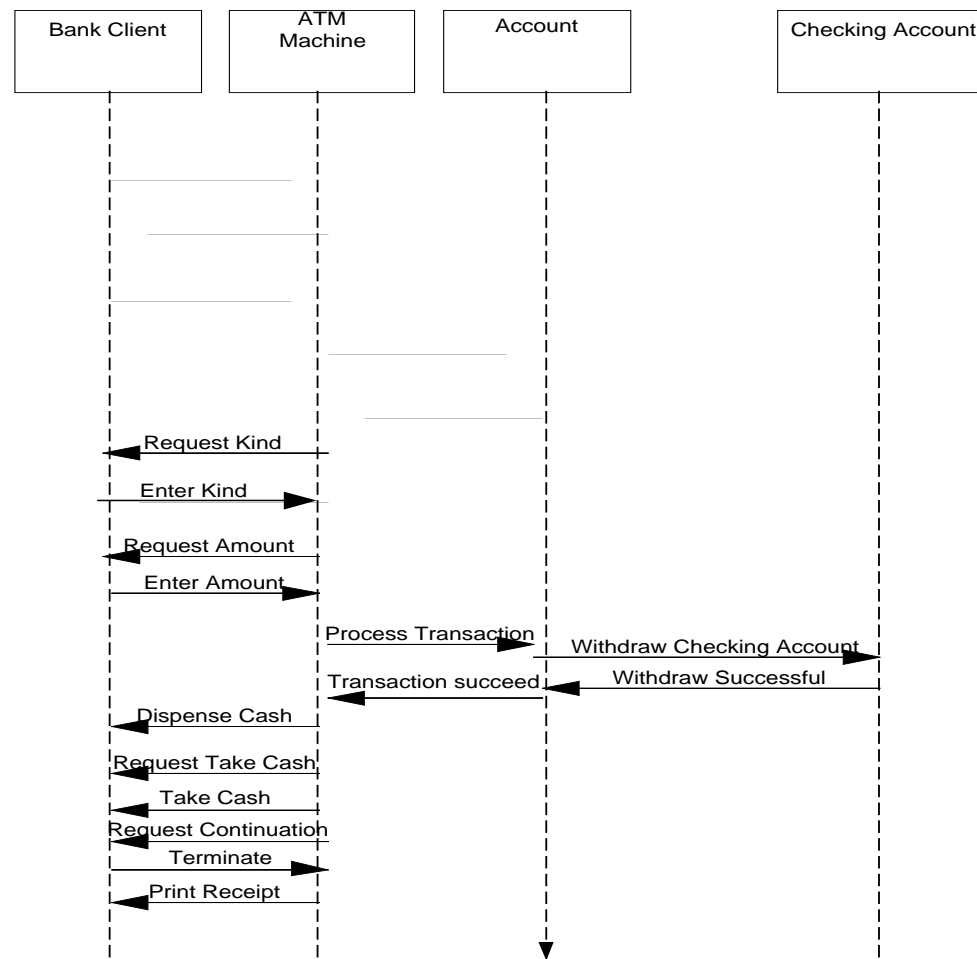 Bank Client
ATM
Machine
Account
Checking Account
Request Kind
Enter Kind
Request Amount
Enter Amount
Process Transaction
Withdraw Checking Account
Transaction succeed
Withdraw Successful
Dispense Cash
Request Take Cash
Take Cash
Request Continuation
Terminate
Print Receipt